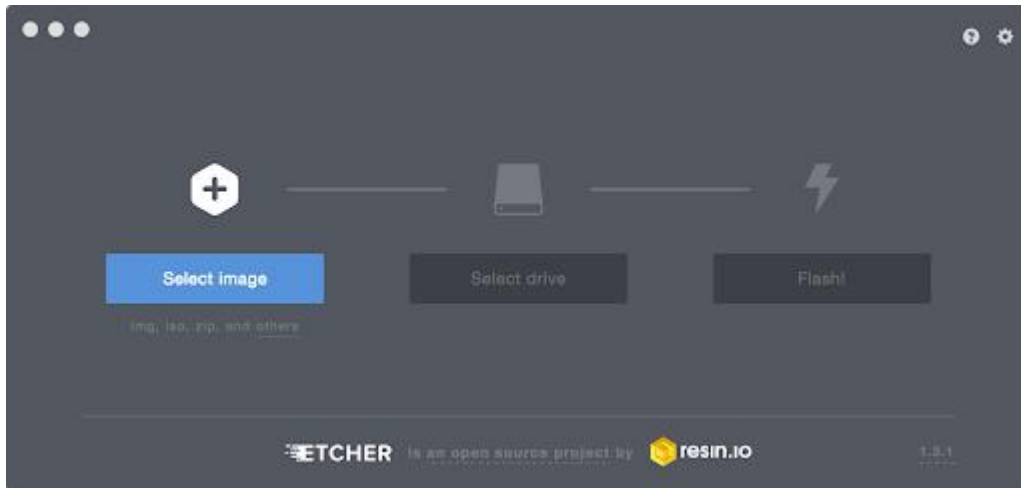 Select image
Select drive
Flash!
img, iso, zip, and others
ETCHER is an open source project by resin.io
1.3.1